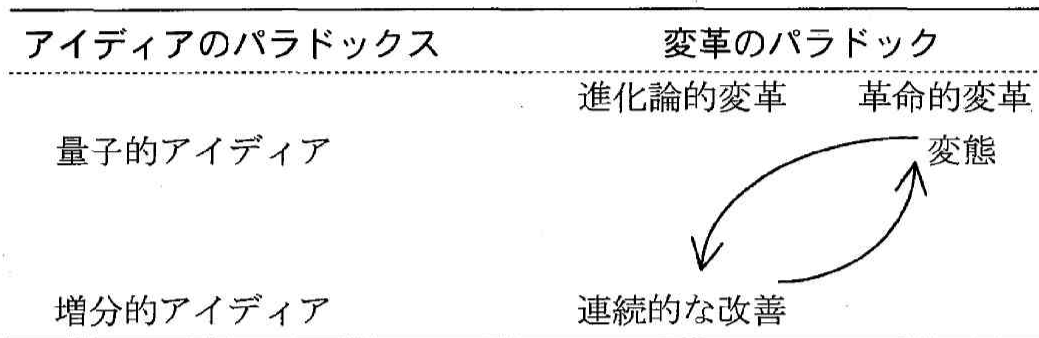 アイディアのパラドックス 変革のパラドック
進化論的変革 革命的変革
量子的アイディア 変態
増分的アイディア 連続的な改善